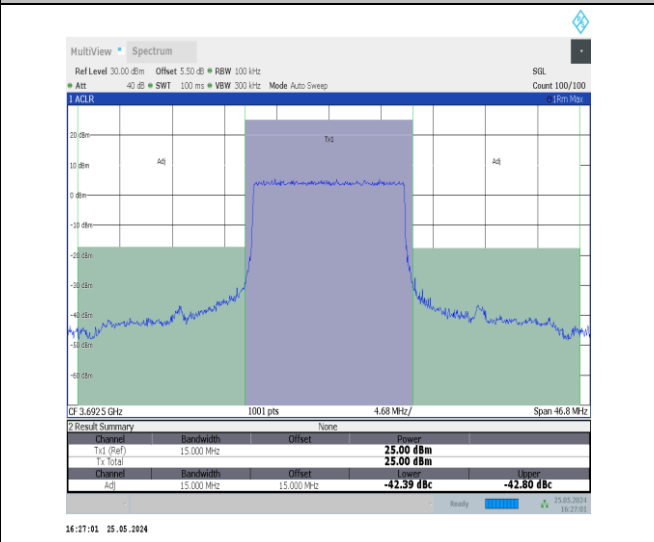 MultiView Spectrum
Ref Level 30.00 dBm Offset 5.50 dB RBW 100 kHz SGL
Att 40 dB SWT 100 ms VBW 300 kHz Mode Auto Sweep Count 100/100
1 ACLR 1Rm Max
20 dBm
Tx1
10 dBm Adj Adj
0 dBm
-10 dBm
-20 dBm
-30 dBm
-40 dBm
-50 dBm
-60 dBm
CF 3.6925 GHz 1001 pts 4.68 MHz/ Span 46.8 MHz
2 Result Summary None
Channel Bandwidth Offset Power
Tx1 (Ref) 15.000 MHz 25.00 dBm
Tx Total 25.00 dBm
Channel Bandwidth Offset Lower Upper
Adj 15.000 MHz 15.000 MHz -42.39 dBc -42.80 dBc
Ready 25.05.2024
16:27:01
16:27:01 25.05.2024